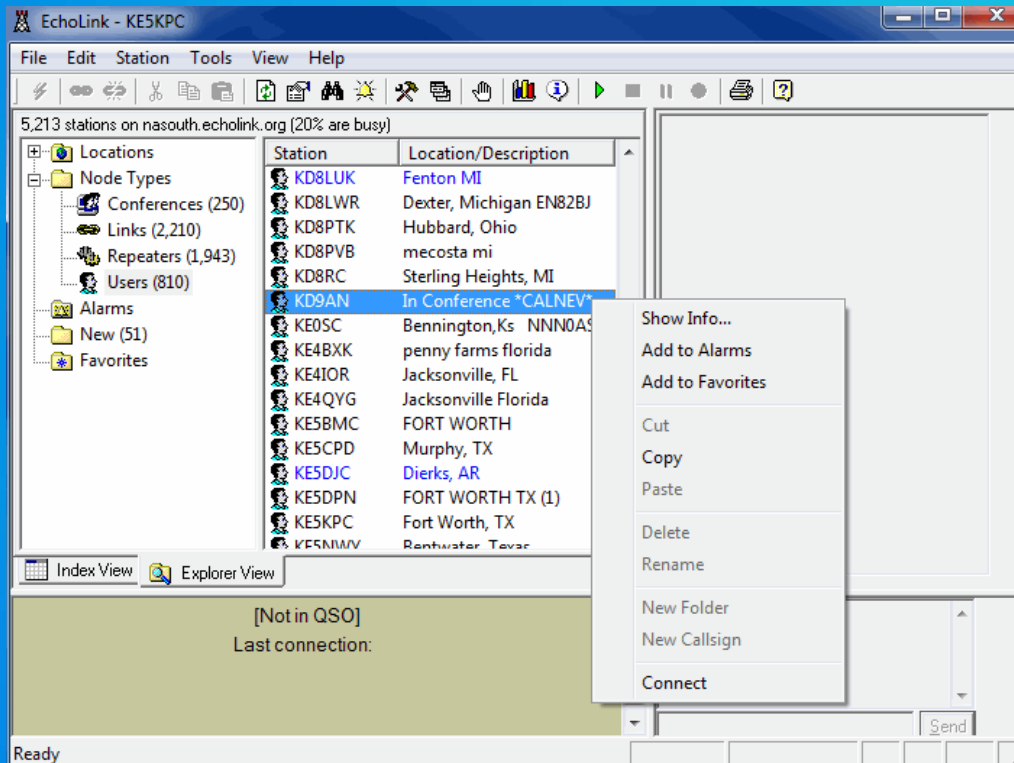 EchoLink - KE5KPC
File Edit Station Tools View Help
5,213 stations on nasouth.echolink.org (20% are busy)
Locations
Node Types
Conferences (250)
Links (2,210)
Repeaters (1,943)
Users (810)
Alarms
New (51)
Favorites
Station Location/Description
KD8LUK Fenton MI
KD8LWR Dexter, Michigan EN82BJ
KD8PTK Hubbard, Ohio
KD8PVB mecosta mi
KD8RC Sterling Heights, MI
KD9AN In Conference *CALNEV*
KE0SC Bennington,Ks NNN0AS
KE4BXK penny farms florida
KE4IOR Jacksonville, FL
KE4QYG Jacksonville Florida
KE5BMC FORT WORTH
KE5CPD Murphy, TX
KE5DJC Dierks, AR
KE5DPN FORT WORTH TX (1)
KE5KPC Fort Worth, TX
KE5NWY Bentwater, Texas
Show Info...
Add to Alarms
Add to Favorites
Cut
Copy
Paste
Delete
Rename
New Folder
New Callsign
Connect
Index View Explorer View
[Not in QSO]
Last connection:
Send
Ready